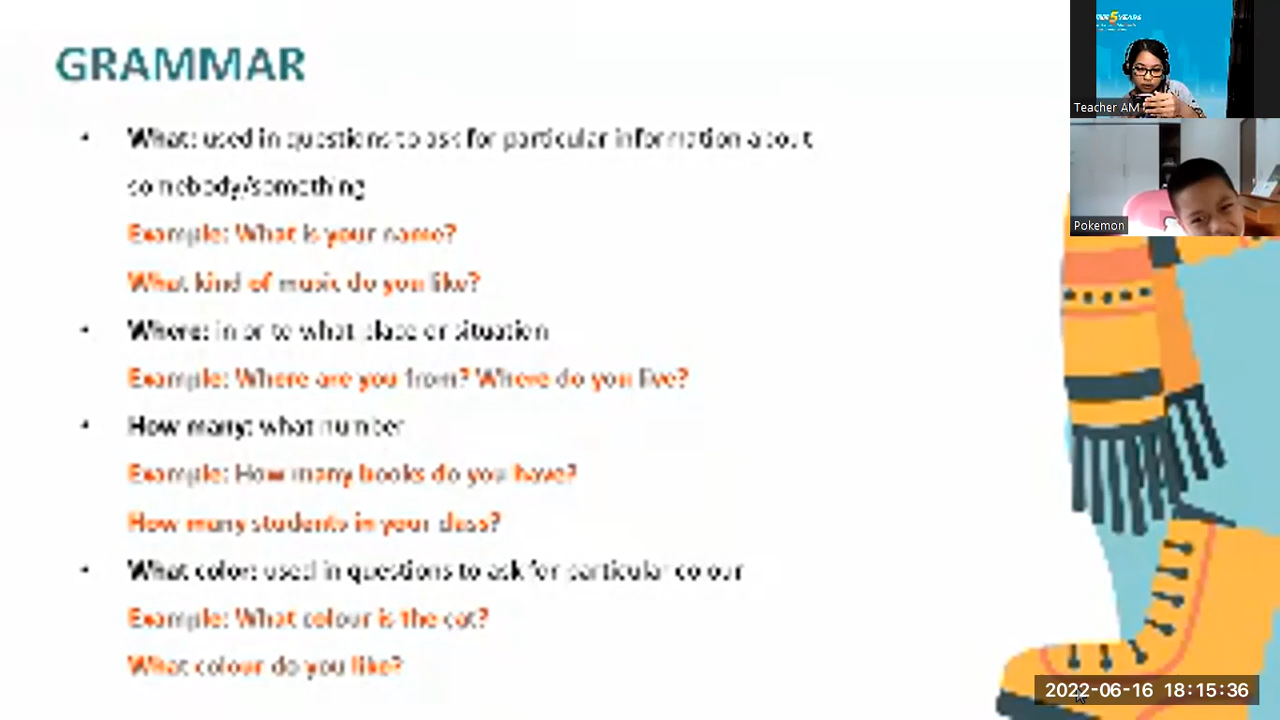 GRAMMAR
• What: used in questions to ask for particular information about
somebody/something
Example: What is your name?
What kind of music do you like?
• Where: in or to what place or situation
Example: Where are you from? Where do you live?
• How many: what number
Example: How many books do you have?
How many students in your class?
• What color: used in questions to ask for particular colour
Example: What colour is the cat?
What colour do you like?
5 YEARS
Teacher AM
Pokemon
2022-06-16 18:15:36